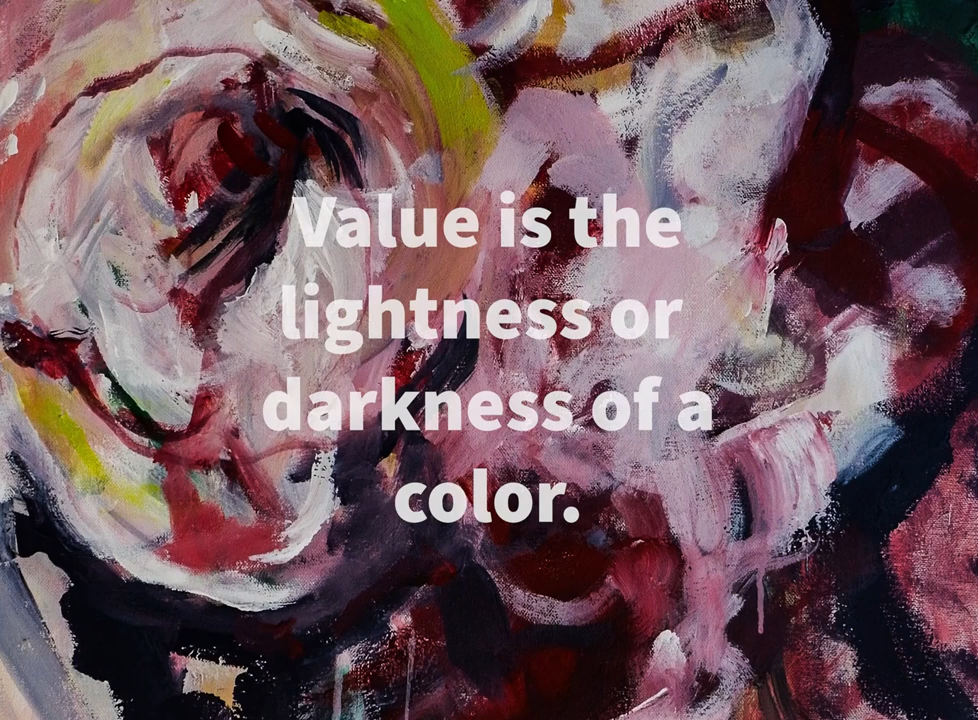 Value is the
lightness or
darkness of a
color.